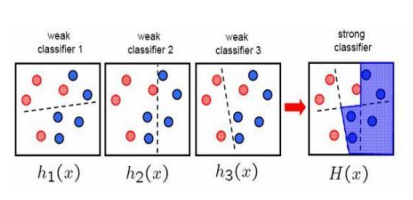 weak
classifier 1
weak
classifier 2
weak
classifier 3
strong
classifier
h₁(x)
h₂(x)
h₃(x)
H(x)